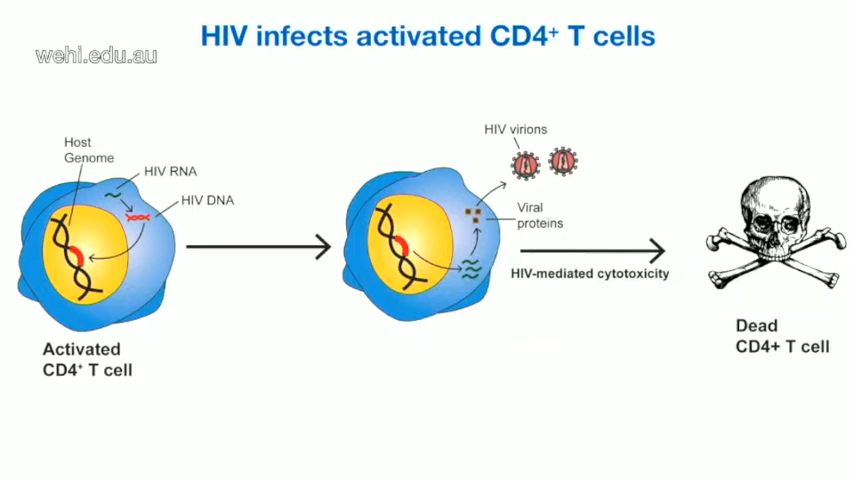 HIV infects activated CD4⁺ T cells
wehi.edu.au
Host
Genome
HIV RNA
HIV DNA
Activated
CD4⁺ T cell
HIV virions
Viral
proteins
HIV-mediated cytotoxicity
Dead
CD4+ T cell